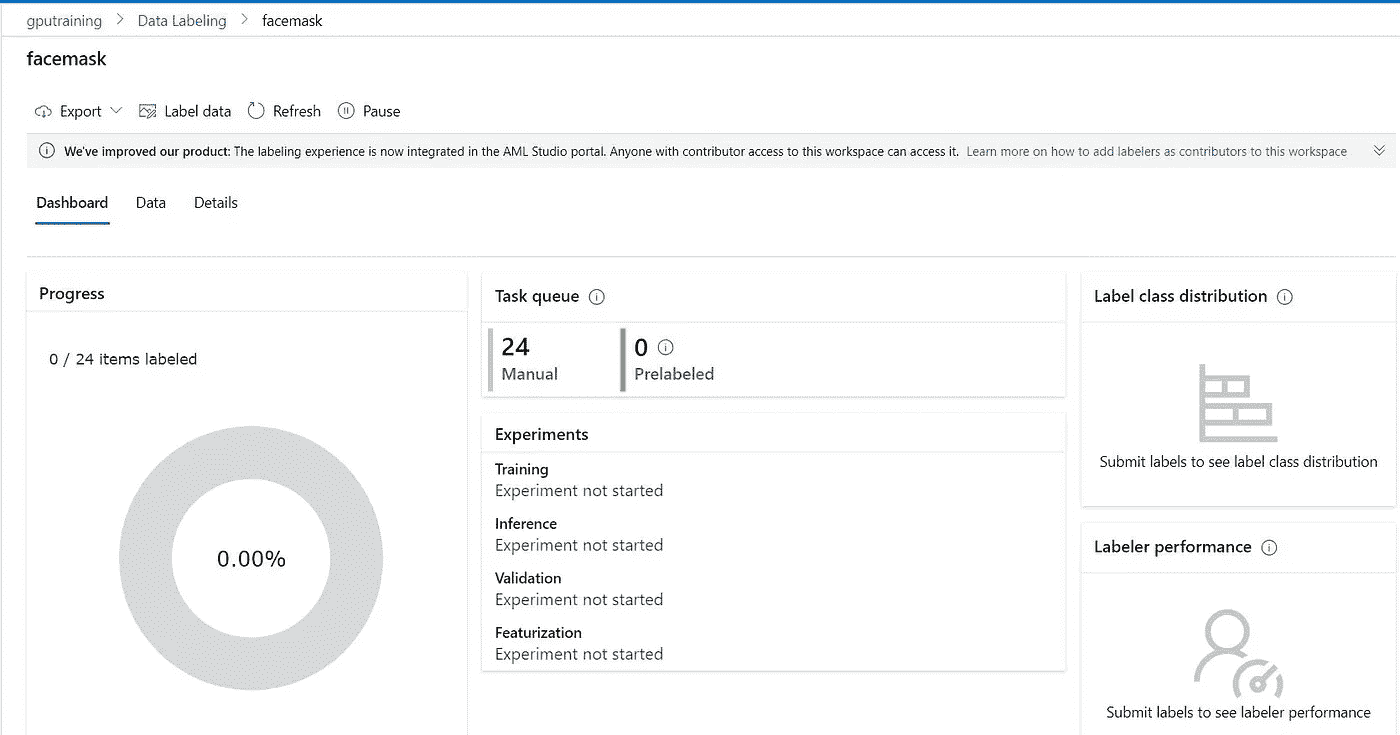 gputraining > Data Labeling > facemask
facemask
Export Label data Refresh Pause
We've improved our product: The labeling experience is now integrated in the AML Studio portal. Anyone with contributor access to this workspace can access it. Learn more on how to add labelers as contributors to this workspace
Dashboard Data Details
Progress
0 / 24 items labeled
0.00%
Task queue
24
Manual
0
Prelabeled
Experiments
Training
Experiment not started
Inference
Experiment not started
Validation
Experiment not started
Featurization
Experiment not started
Label class distribution
Submit labels to see label class distribution
Labeler performance
Submit labels to see labeler performance